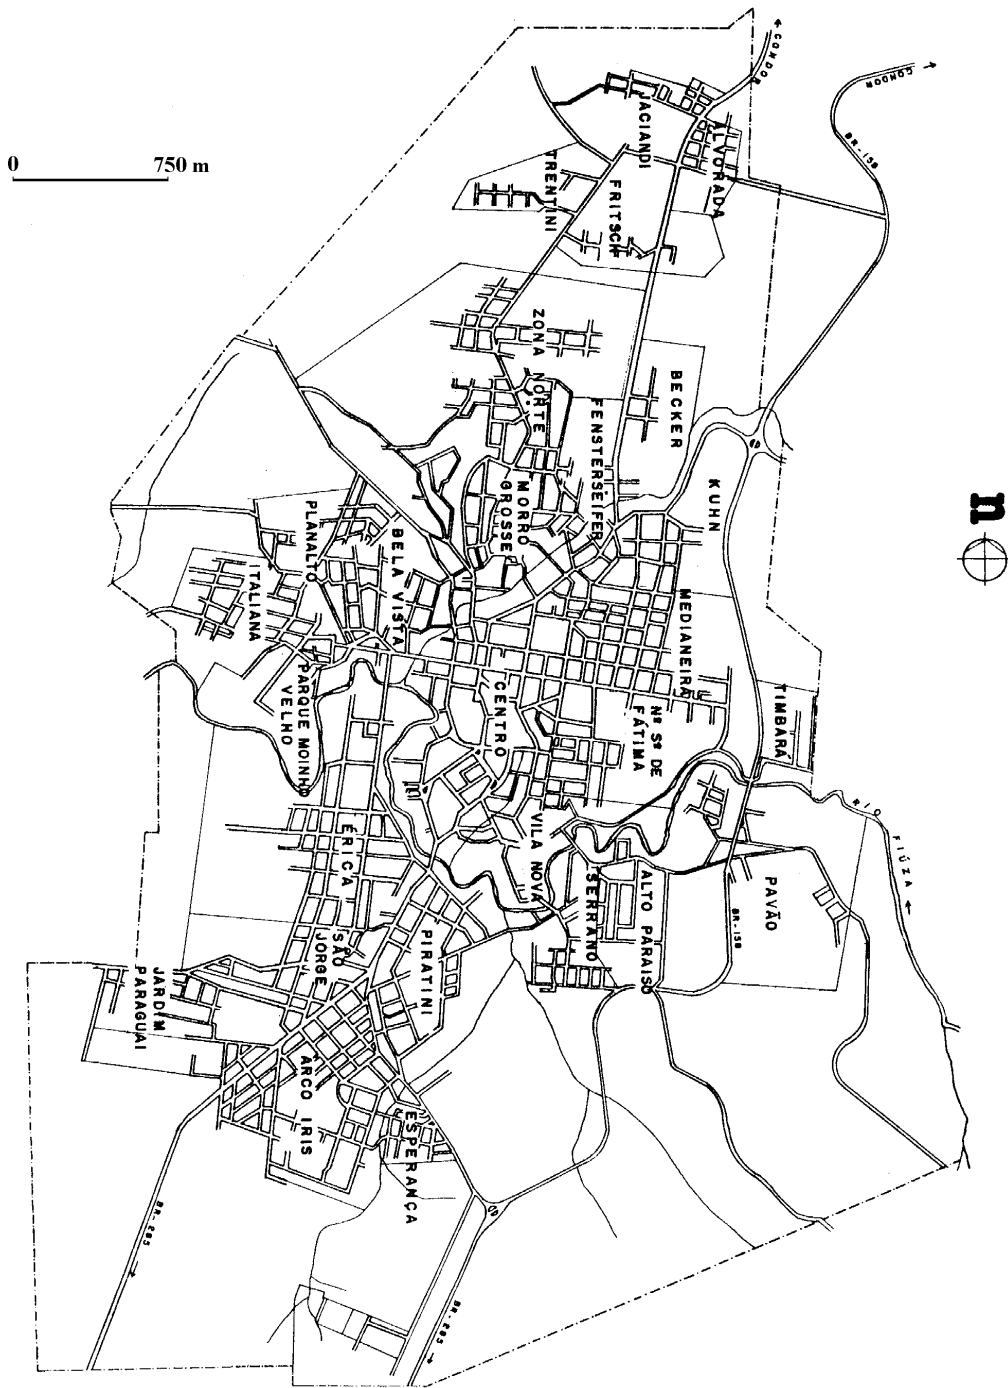 CONDOR
CONDOR
BR-158
0 750 m
JACIANDI
ALVORADA
TRENTINI
FRITSCH
ZONA NORTE
BECKER
FENSTERSEIFER
MORRO
GROSSE
KUHN
n
PLANALTO
BELA VISTA
ITALIANA
MEDIANEIRA
PARQUE MOINHO
VELHO
CENTRO
Nª Sª DE
FÁTIMA
TIMBARÁ
RIO FIÚZA
VILA NOVA
ÉRICA
SERRANO
ALTO PARAISO
PAVÃO
BR-158
PIRATINI
SÃO
JORGE
JARDIM
PARAGUAI
ARCO IRIS
ESPERANÇA
BR-285
BR-285